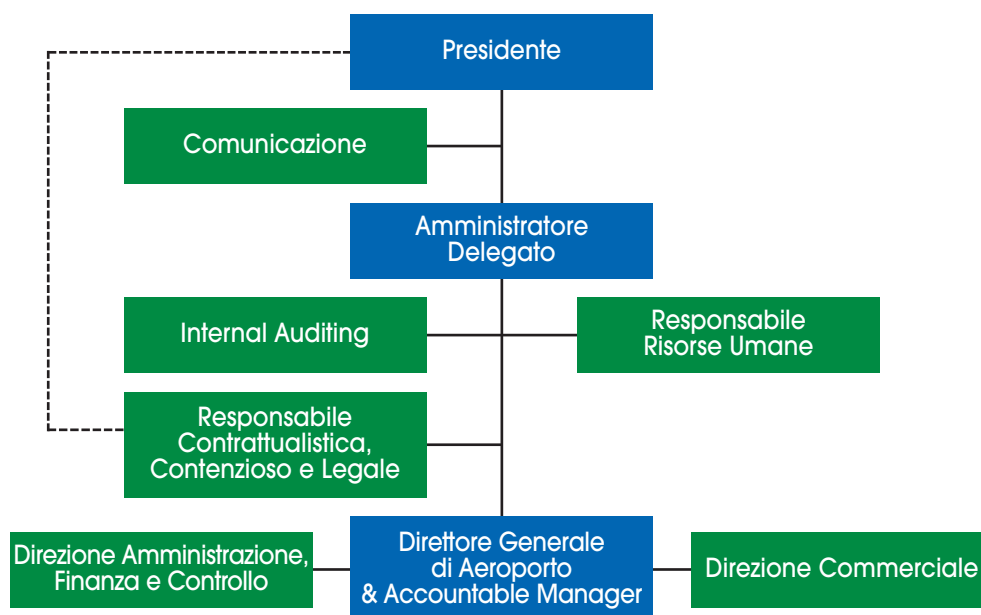 Presidente
Comunicazione
Amministratore
Delegato
Internal Auditing
Responsabile
Risorse Umane
Responsabile
Contrattualistica,
Contenzioso e Legale
Direzione Amministrazione,
Finanza e Controllo
Direttore Generale
di Aeroporto
& Accountable Manager
Direzione Commerciale